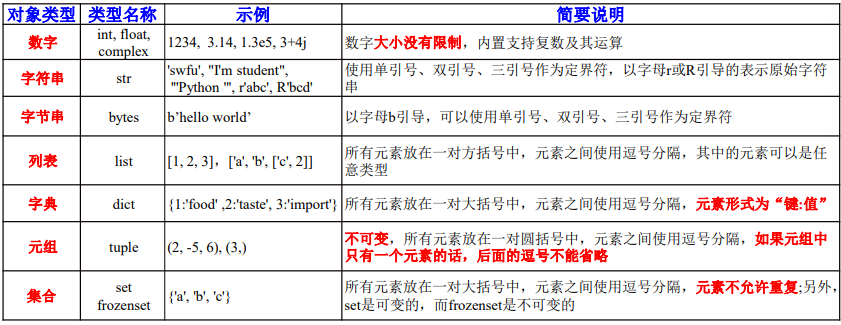 对象类型 类型名称 示例 简要说明
数字 int, float, complex 1234, 3.14, 1.3e5, 3+4j 数字大小没有限制，内置支持复数及其运算
字符串 str 'swfu', "I'm student", '''Python ''', r'abc', R'bcd' 使用单引号、双引号、三引号作为定界符，以字母r或R引导的表示原始字符串
字节串 bytes b’hello world’ 以字母b引导，可以使用单引号、双引号、三引号作为定界符
列表 list [1, 2, 3]，['a', 'b', ['c', 2]] 所有元素放在一对方括号中，元素之间使用逗号分隔，其中的元素可以是任意类型
字典 dict {1:'food' ,2:'taste', 3:'import'} 所有元素放在一对大括号中，元素之间使用逗号分隔，元素形式为“键:值”
元组 tuple (2, -5, 6), (3,) 不可变，所有元素放在一对圆括号中，元素之间使用逗号分隔，如果元组中只有一个元素的话，后面的逗号不能省略
集合 set frozenset {'a', 'b', 'c'} 所有元素放在一对大括号中，元素之间使用逗号分隔，元素不允许重复;另外，set是可变的，而frozenset是不可变的